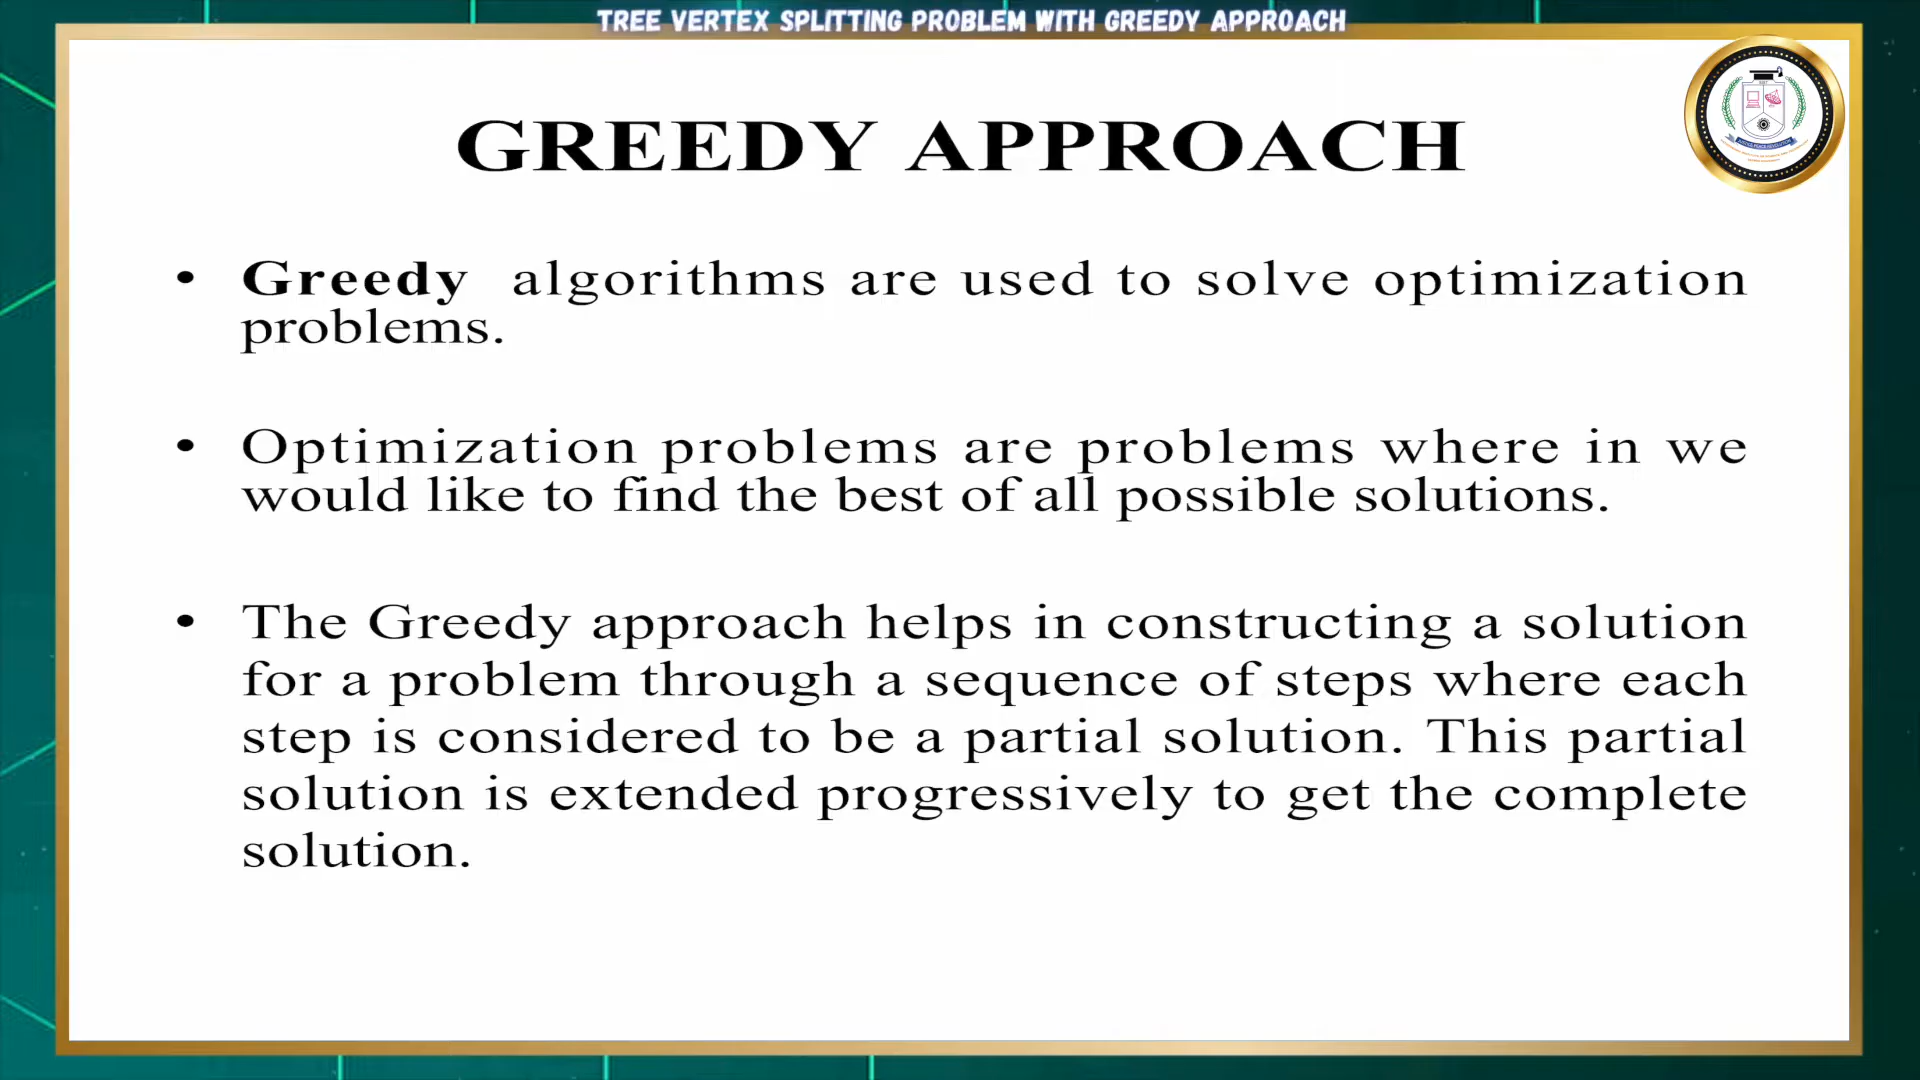 TREE VERTEX SPLITTING PROBLEM WITH GREEDY APPROACH
GREEDY APPROACH
• Greedy algorithms are used to solve optimization
problems.
• Optimization problems are problems where in we
would like to find the best of all possible solutions.
• The Greedy approach helps in constructing a solution
for a problem through a sequence of steps where each
step is considered to be a partial solution. This partial
solution is extended progressively to get the complete
solution.